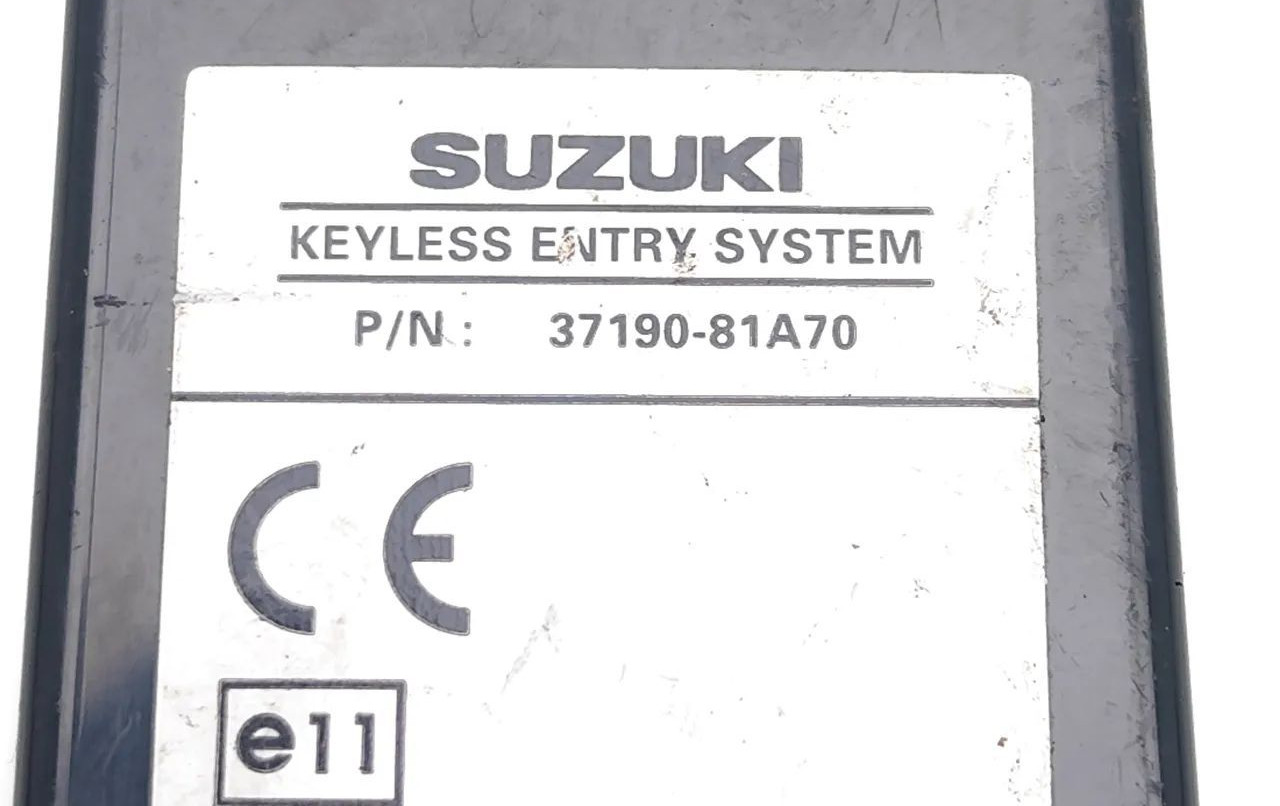 SUZUKI
KEYLESS ENTRY SYSTEM
P/N: 37190-81A70
CE
e11